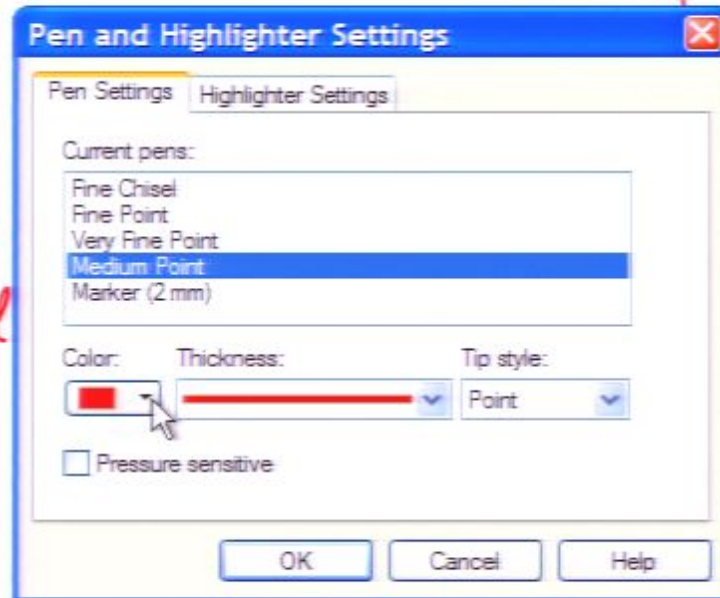 Pen and Highlighter Settings
Pen Settings Highlighter Settings
Current pens:
Fine Chisel
Fine Point
Very Fine Point
Medium Point
Marker (2 mm)
Color: Thickness: Tip style:
Point
Pressure sensitive
OK Cancel Help